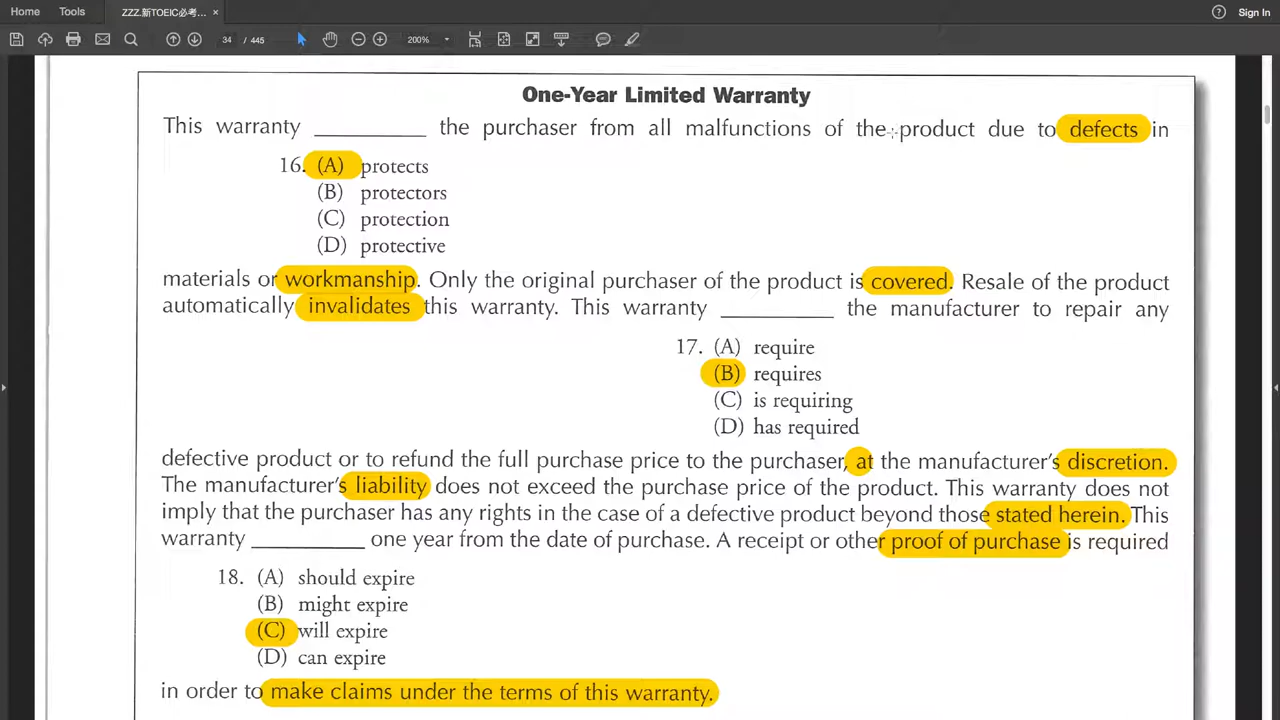 Home Tools ZZZ.新TOEIC必考... × Sign In
34 / 445 200%
One-Year Limited Warranty
This warranty __________ the purchaser from all malfunctions of the product due to defects in
16. (A) protects
(B) protectors
(C) protection
(D) protective
materials or workmanship. Only the original purchaser of the product is covered. Resale of the product
automatically invalidates this warranty. This warranty __________ the manufacturer to repair any
17. (A) require
(B) requires
(C) is requiring
(D) has required
defective product or to refund the full purchase price to the purchaser, at the manufacturer's discretion.
The manufacturer's liability does not exceed the purchase price of the product. This warranty does not
imply that the purchaser has any rights in the case of a defective product beyond those stated herein. This
warranty __________ one year from the date of purchase. A receipt or other proof of purchase is required
18. (A) should expire
(B) might expire
(C) will expire
(D) can expire
in order to make claims under the terms of this warranty.